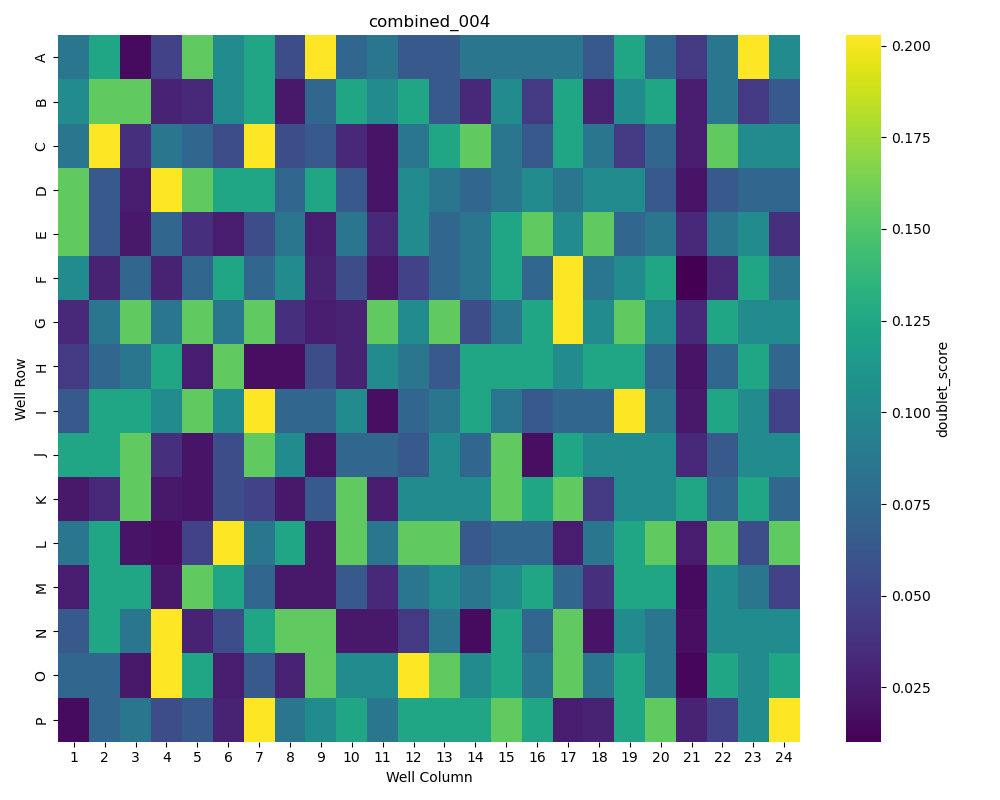 combined_004
A
B
C
D
E
F
G
H
I
J
K
L
M
N
O
P
Well Row
1 2 3 4 5 6 7 8 9 10 11 12 13 14 15 16 17 18 19 20 21 22 23 24
Well Column
0.200
0.175
0.150
0.125
0.100
0.075
0.050
0.025
doublet_score